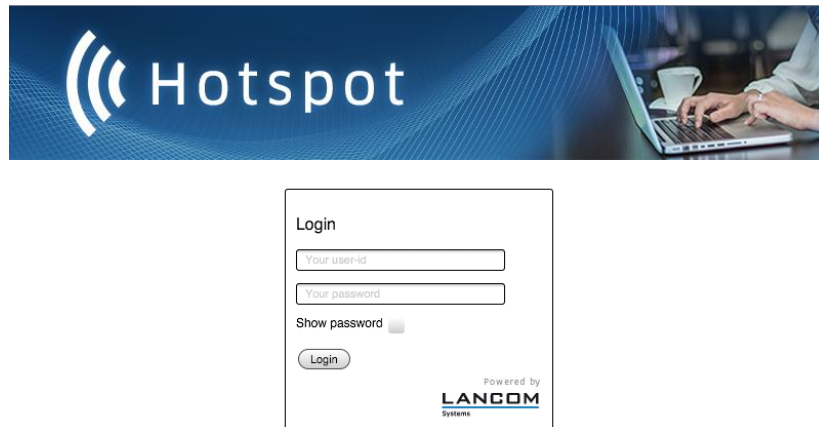 Hotspot
Login
Your user-id
Your password
Show password
Login
Powered by
LANCOM
Systems